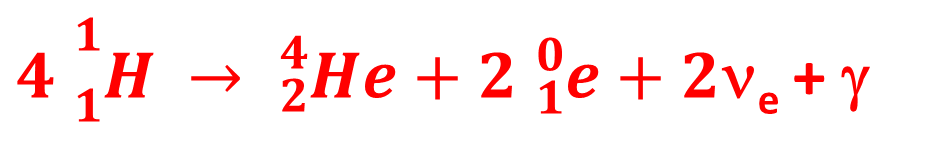 4 ¹₁H → ⁴₂He + 2 ⁰₁e + 2νₑ + γ